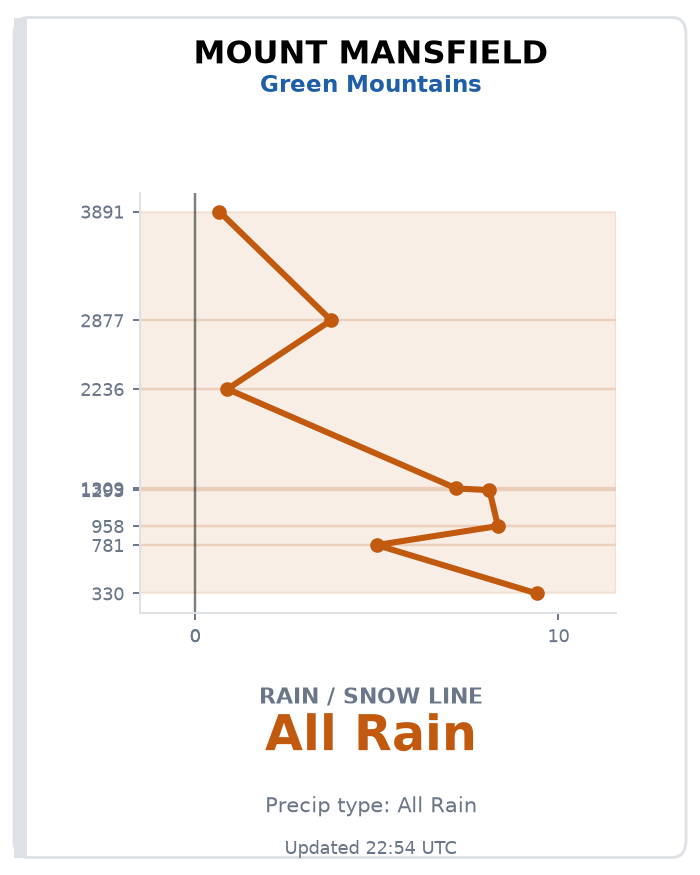 MOUNT MANSFIELD
Green Mountains
3891
2877
2236
958
781
330
0
10
RAIN / SNOW LINE
All Rain
Precip type: All Rain
Updated 22:54 UTC